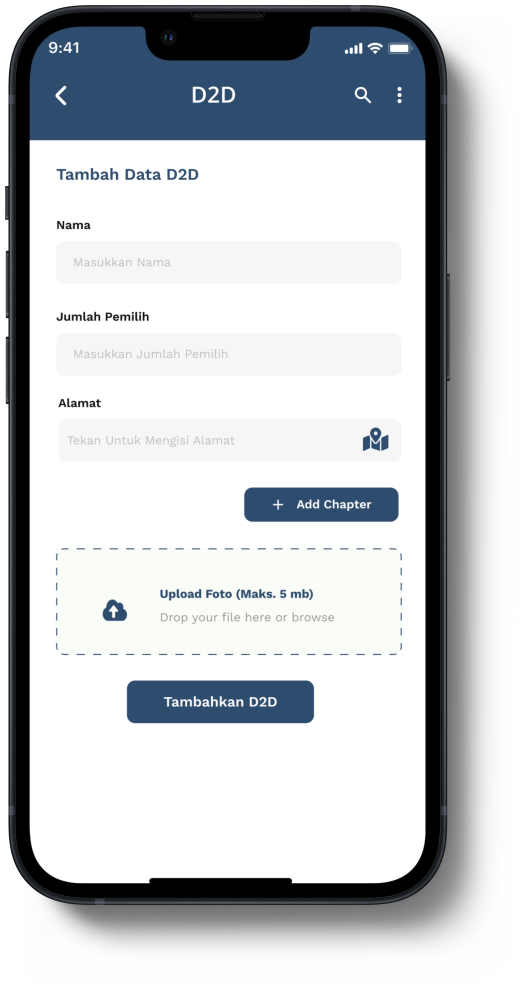 9:41
D2D
Tambah Data D2D
Nama
Masukkan Nama
Jumlah Pemilih
Masukkan Jumlah Pemilih
Alamat
Tekan Untuk Mengisi Alamat
+ Add Chapter
Upload Foto (Maks. 5 mb)
Drop your file here or browse
Tambahkan D2D